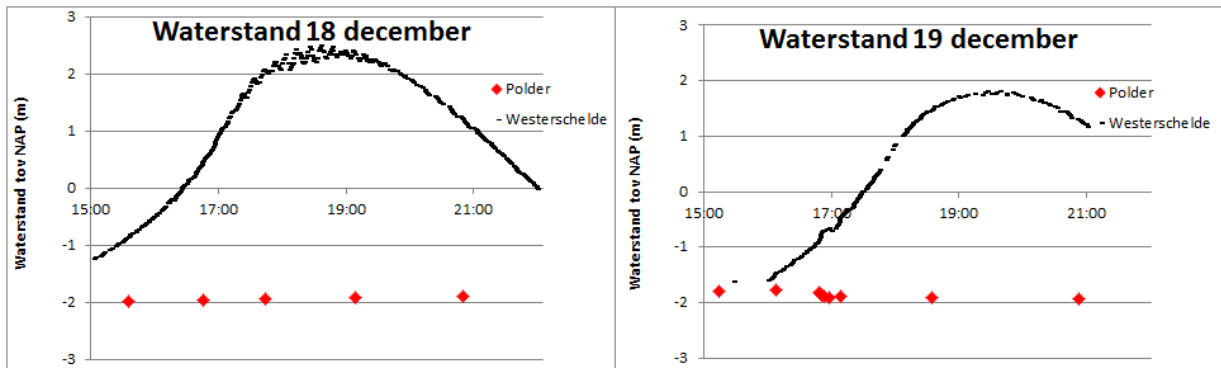 Waterstand 18 december
Waterstand tov NAP (m)
3
2
1
0
-1
-2
-3
15:00
17:00
19:00
21:00
Polder
Westerschelde
Waterstand 19 december
Waterstand tov NAP (m)
3
2
1
0
-1
-2
-3
15:00
17:00
19:00
21:00
Polder
Westerschelde